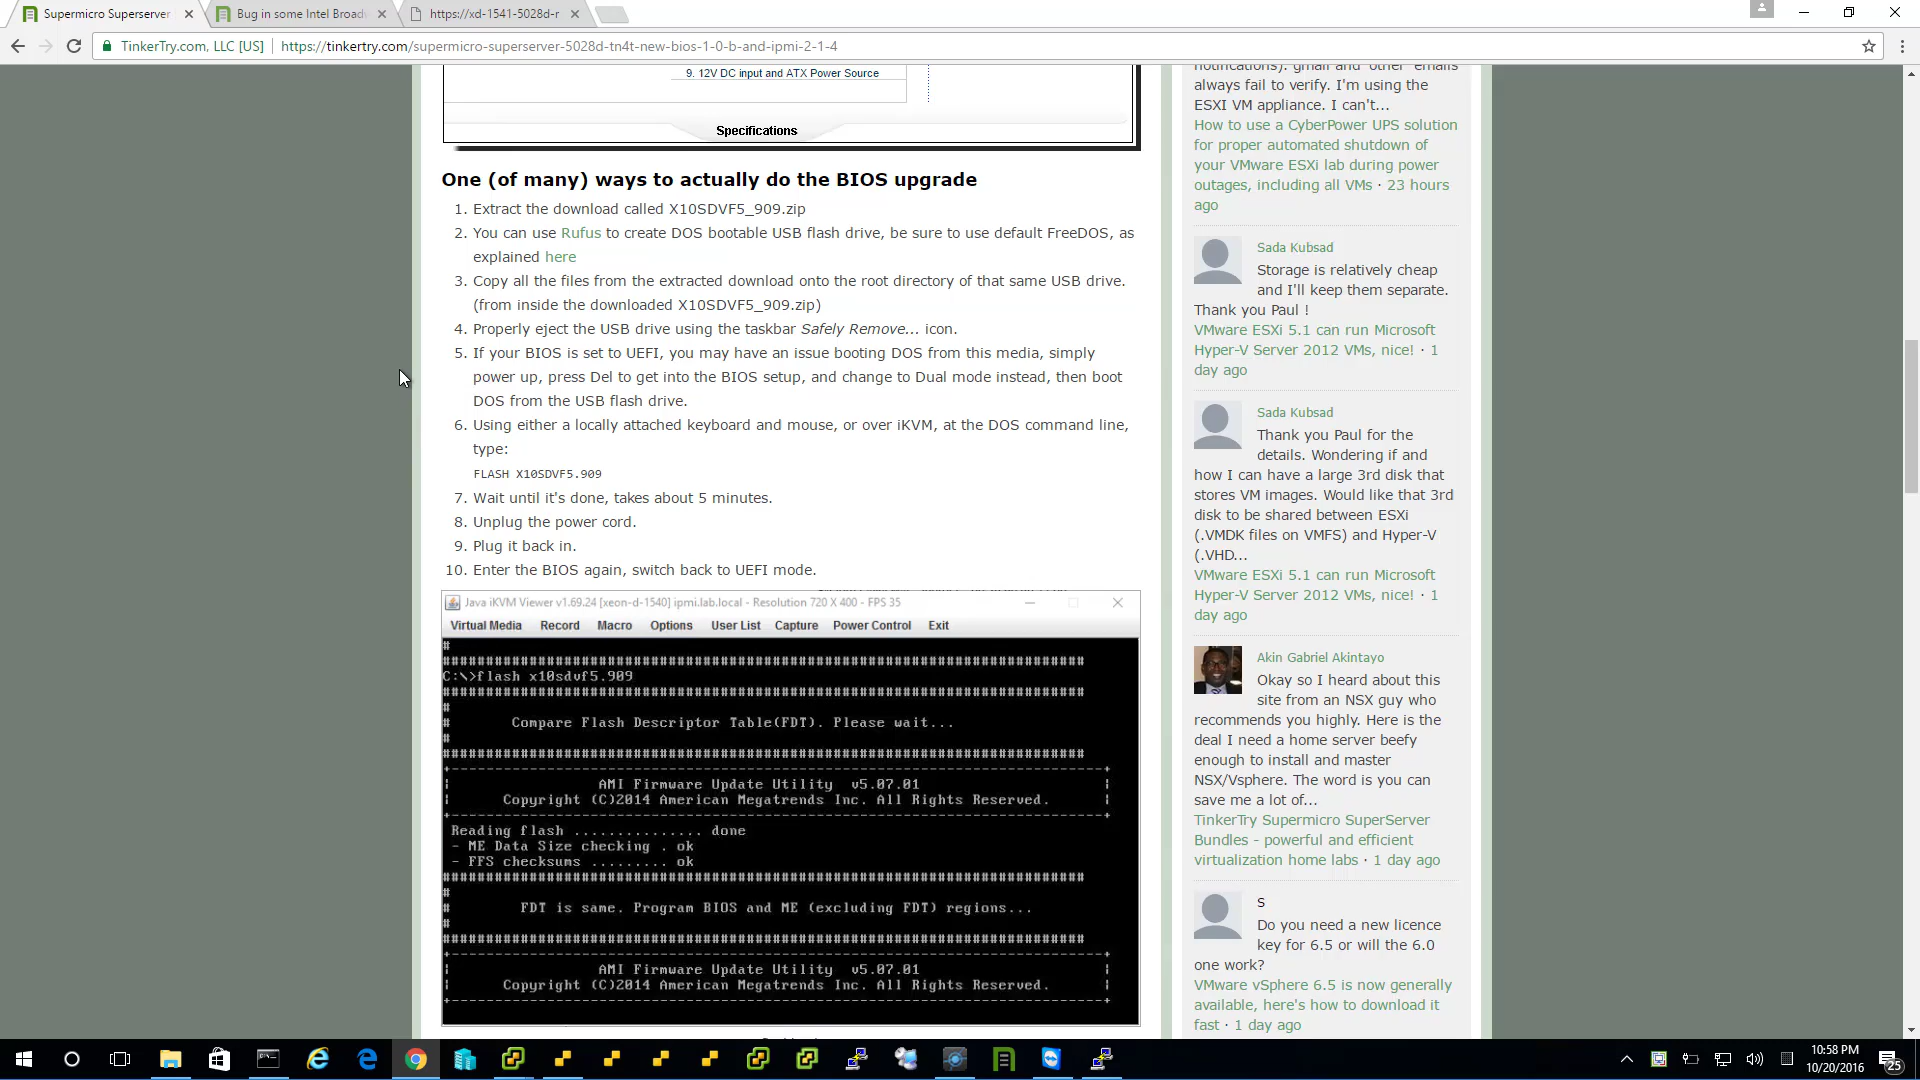 Supermicro Superserver
Bug in some Intel Broadw
https://xd-1541-5028d-r
TinkerTry.com, LLC [US]
https://tinkertry.com/supermicro-superserver-5028d-tn4t-new-bios-1-0-b-and-ipmi-2-1-4
9. 12V DC input and ATX Power Source
Specifications
One (of many) ways to actually do the BIOS upgrade
1. Extract the download called X10SDVF5_909.zip
2. You can use Rufus to create DOS bootable USB flash drive, be sure to use default FreeDOS, as
explained here
3. Copy all the files from the extracted download onto the root directory of that same USB drive.
(from inside the downloaded X10SDVF5_909.zip)
4. Properly eject the USB drive using the taskbar Safely Remove... icon.
5. If your BIOS is set to UEFI, you may have an issue booting DOS from this media, simply
power up, press Del to get into the BIOS setup, and change to Dual mode instead, then boot
DOS from the USB flash drive.
6. Using either a locally attached keyboard and mouse, or over iKVM, at the DOS command line,
type:
FLASH X10SDVF5.909
7. Wait until it's done, takes about 5 minutes.
8. Unplug the power cord.
9. Plug it back in.
10. Enter the BIOS again, switch back to UEFI mode.
Java iKVM Viewer v1.69.24 [xeon-d-1540] ipmi.lab.local - Resolution 720 X 400 - FPS 35
Virtual Media Record Macro Options User List Capture Power Control Exit
#
###########################################################################
C:\>flash x10sdvf5.909
###########################################################################
#
# Compare Flash Descriptor Table(FDT). Please wait...
#
###########################################################################
+---------------------------------------------------------------------------+
| AMI Firmware Update Utility v5.07.01 |
| Copyright (C)2014 American Megatrends Inc. All Rights Reserved. |
+---------------------------------------------------------------------------+
Reading flash ............... done
- ME Data Size checking . ok
- FFS checksums ......... ok
###########################################################################
#
# FDT is same. Program BIOS and ME (excluding FDT) regions...
#
###########################################################################
+---------------------------------------------------------------------------+
| AMI Firmware Update Utility v5.07.01 |
| Copyright (C)2014 American Megatrends Inc. All Rights Reserved. |
+---------------------------------------------------------------------------+
notifications). gmail and "other" emails
always fail to verify. I'm using the
ESXI VM appliance. I can't...
How to use a CyberPower UPS solution
for proper automated shutdown of
your VMware ESXi lab during power
outages, including all VMs · 23 hours
ago
Sada Kubsad
Storage is relatively cheap
and I'll keep them separate.
Thank you Paul !
VMware ESXi 5.1 can run Microsoft
Hyper-V Server 2012 VMs, nice! · 1
day ago
Sada Kubsad
Thank you Paul for the
details. Wondering if and
how I can have a large 3rd disk that
stores VM images. Would like that 3rd
disk to be shared between ESXi
(.VMDK files on VMFS) and Hyper-V
(.VHD...
VMware ESXi 5.1 can run Microsoft
Hyper-V Server 2012 VMs, nice! · 1
day ago
Akin Gabriel Akintayo
Okay so I heard about this
site from an NSX guy who
recommends you highly. Here is the
deal I need a home server beefy
enough to install and master
NSX/Vsphere. The word is you can
save me a lot of...
TinkerTry Supermicro SuperServer
Bundles - powerful and efficient
virtualization home labs · 1 day ago
S
Do you need a new licence
key for 6.5 or will the 6.0
one work?
VMware vSphere 6.5 is now generally
available, here's how to download it
fast · 1 day ago
10:58 PM
10/20/2016
25